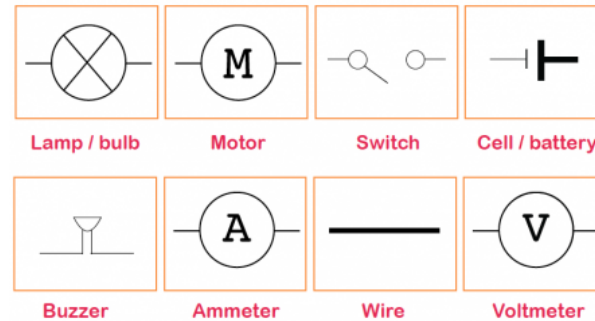 M
Lamp / bulb Motor Switch Cell / battery
A V
Buzzer Ammeter Wire Voltmeter